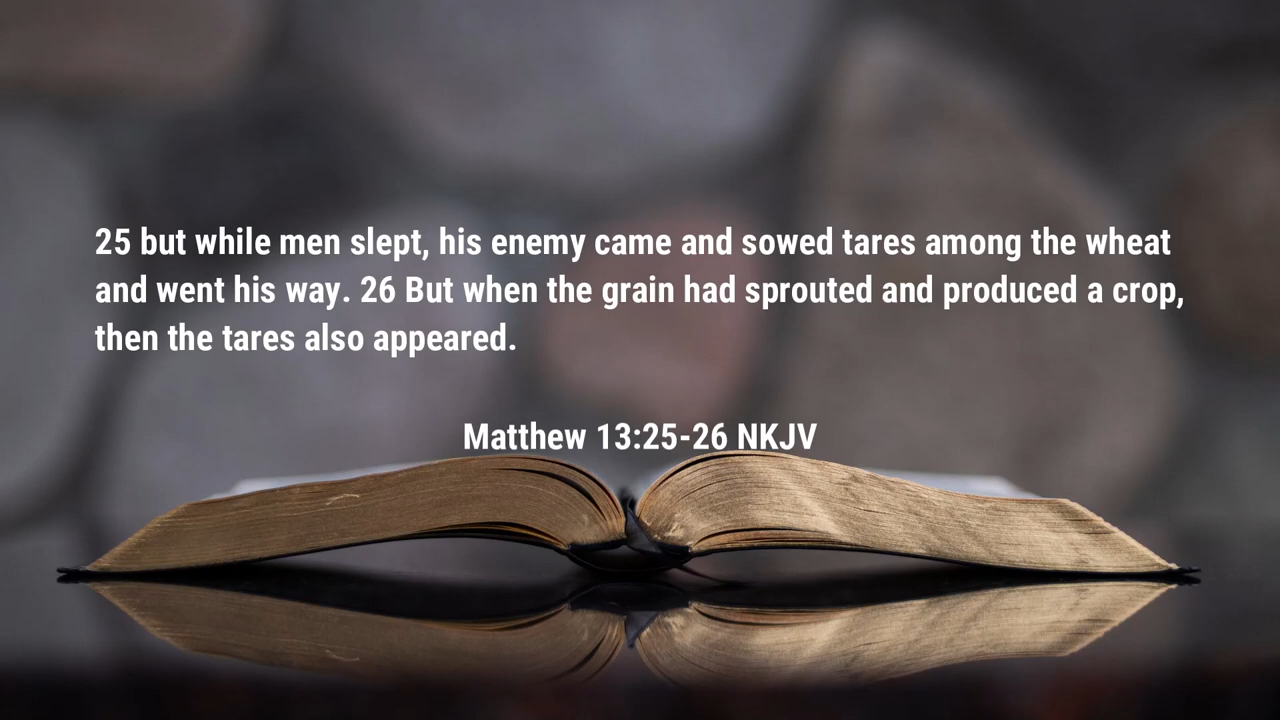 25 but while men slept, his enemy came and sowed tares among the wheat
and went his way. 26 But when the grain had sprouted and produced a crop,
then the tares also appeared.
Matthew 13:25-26 NKJV